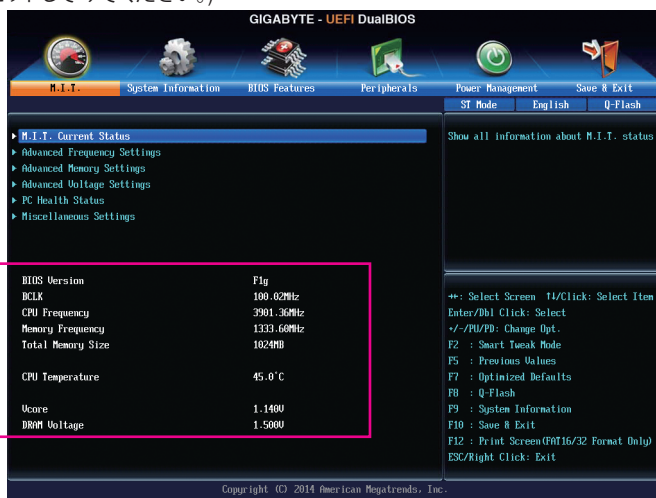 GIGABYTE - UEFI DualBIOS
M.I.T. System Information BIOS Features Peripherals Power Management Save & Exit
ST Mode English Q-Flash
M.I.T. Current Status
Advanced Frequency Settings
Advanced Memory Settings
Advanced Voltage Settings
PC Health Status
Miscellaneous Settings
Show all information about M.I.T. status
BIOS Version F1g
BCLK 100.02MHz
CPU Frequency 3901.36MHz
Memory Frequency 1333.60MHz
Total Memory Size 1024MB
CPU Temperature 45.0°C
Vcore 1.140V
DRAM Voltage 1.500V
→←: Select Screen ↑↓/Click: Select Item
Enter/Dbl Click: Select
+/-/PU/PD: Change Opt.
F2 : Smart Tweak Mode
F5 : Previous Values
F7 : Optimized Defaults
F8 : Q-Flash
F9 : System Information
F10 : Save & Exit
F12 : Print Screen(FAT16/32 Format Only)
ESC/Right Click: Exit
Copyright (C) 2014 American Megatrends, Inc.